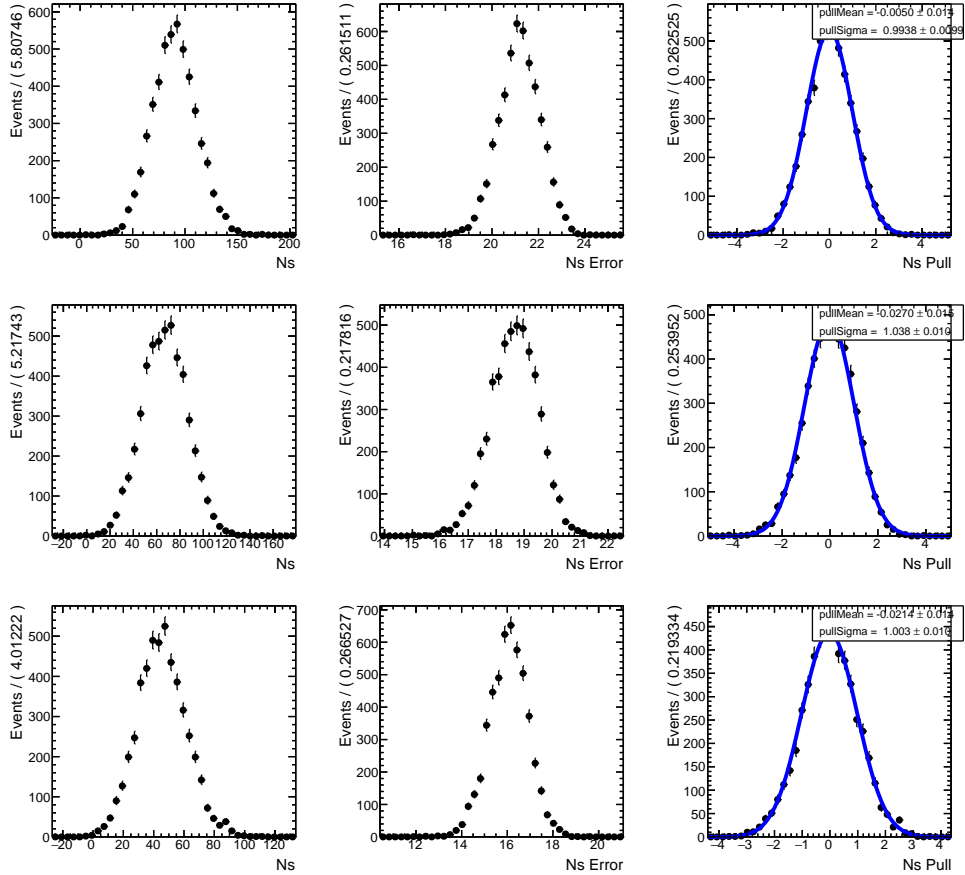 Events / ( 5.80746 )
600
500
400
300
200
100
0
0 50 100 150 200
Ns
Events / ( 0.261511 )
600
500
400
300
200
100
0
16 18 20 22 24
Ns Error
Events / ( 0.262525 )
500
400
300
200
100
0
−4 −2 0 2 4
Ns Pull
pullMean = -0.0050 ± 0.014
pullSigma = 0.9938 ± 0.0099
Events / ( 5.21743 )
500
400
300
200
100
0
−20 0 20 40 60 80 100 120 140 160
Ns
Events / ( 0.217816 )
500
400
300
200
100
0
14 15 16 17 18 19 20 21 22
Ns Error
Events / ( 0.253952 )
500
400
300
200
100
0
−4 −2 0 2 4
Ns Pull
pullMean = -0.0270 ± 0.015
pullSigma = 1.038 ± 0.010
Events / ( 4.01222 )
500
400
300
200
100
0
−20 0 20 40 60 80 100 120
Ns
Events / ( 0.266527 )
700
600
500
400
300
200
100
0
12 14 16 18 20
Ns Error
Events / ( 0.219334 )
450
400
350
300
250
200
150
100
50
0
−4 −3 −2 −1 0 1 2 3 4
Ns Pull
pullMean = -0.0214 ± 0.014
pullSigma = 1.003 ± 0.010